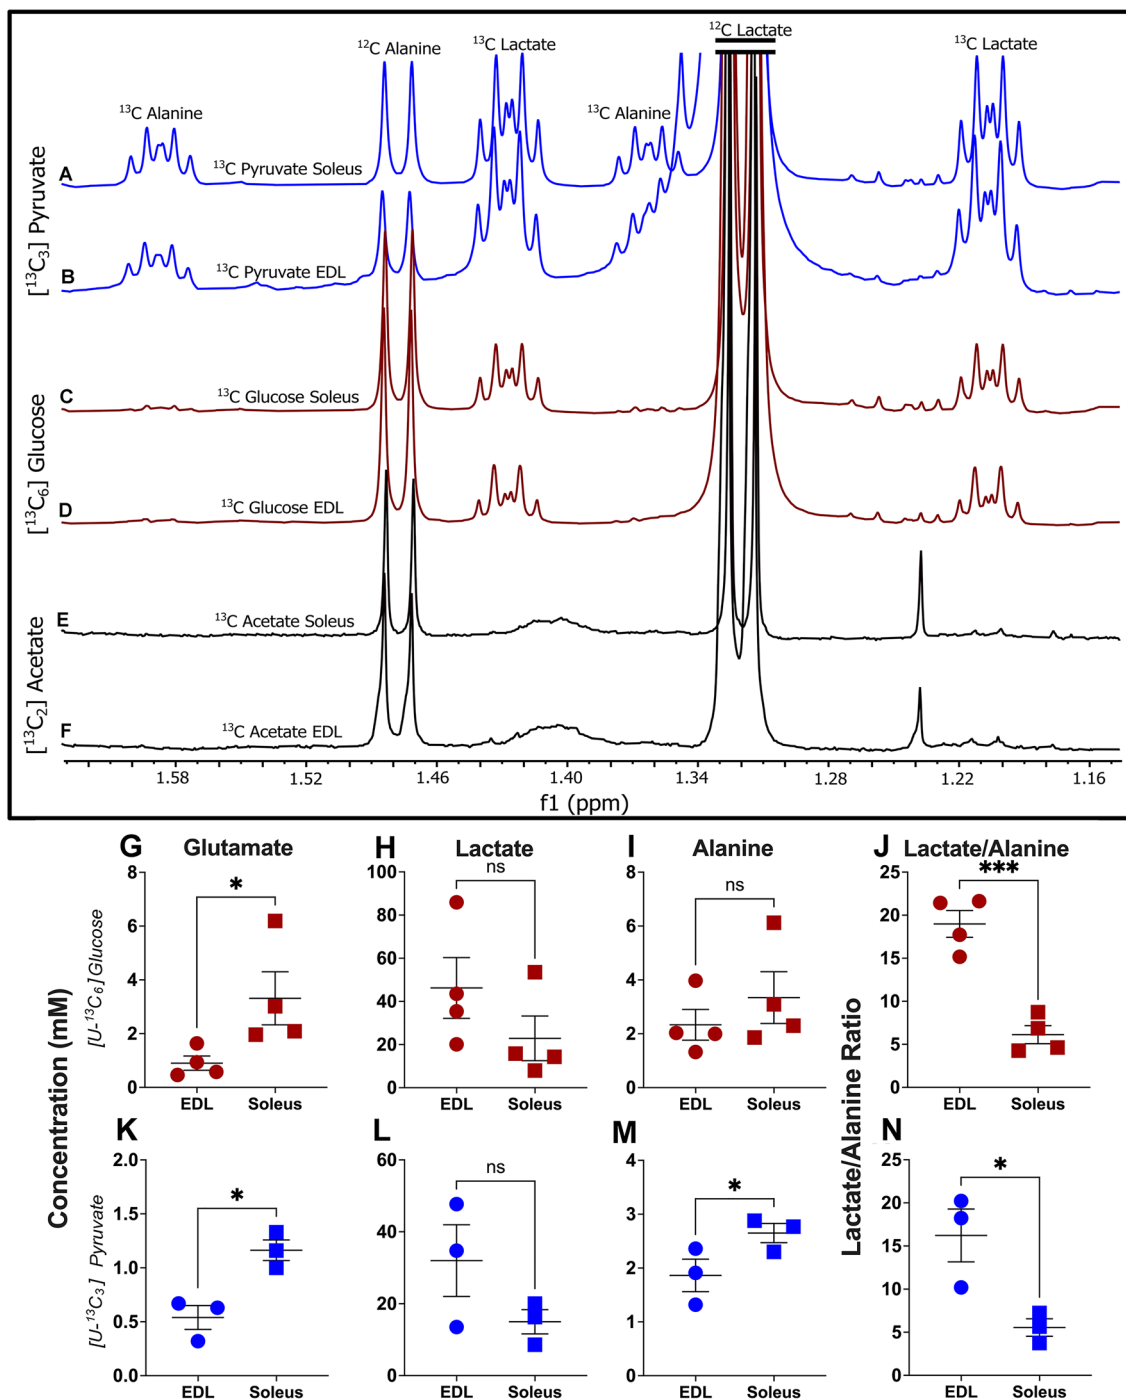 ¹²C Lactate
¹²C Alanine
¹³C Lactate
¹³C Lactate
¹³C Alanine
¹³C Alanine
[¹³C₃] Pyruvate
A
¹³C Pyruvate Soleus
B
¹³C Pyruvate EDL
[¹³C₆] Glucose
C
¹³C Glucose Soleus
D
¹³C Glucose EDL
[¹³C₂] Acetate
E
¹³C Acetate Soleus
F
¹³C Acetate EDL
1.58 1.52 1.46 1.40 1.34 1.28 1.22 1.16
f1 (ppm)
Concentration (mM)
[U-¹³C₆] Glucose
G
Glutamate
8
6
4
2
0
*
EDL Soleus
H
Lactate
100
80
60
40
20
0
ns
EDL Soleus
I
Alanine
8
6
4
2
0
ns
EDL Soleus
Lactate/Alanine Ratio
J
Lactate/Alanine
25
20
15
10
5
0
***
EDL Soleus
[U-¹³C₃] Pyruvate
K
2.0
1.5
1.0
0.5
0.0
*
EDL Soleus
L
60
40
20
0
ns
EDL Soleus
M
4
3
2
1
0
*
EDL Soleus
N
25
20
15
10
5
0
*
EDL Soleus